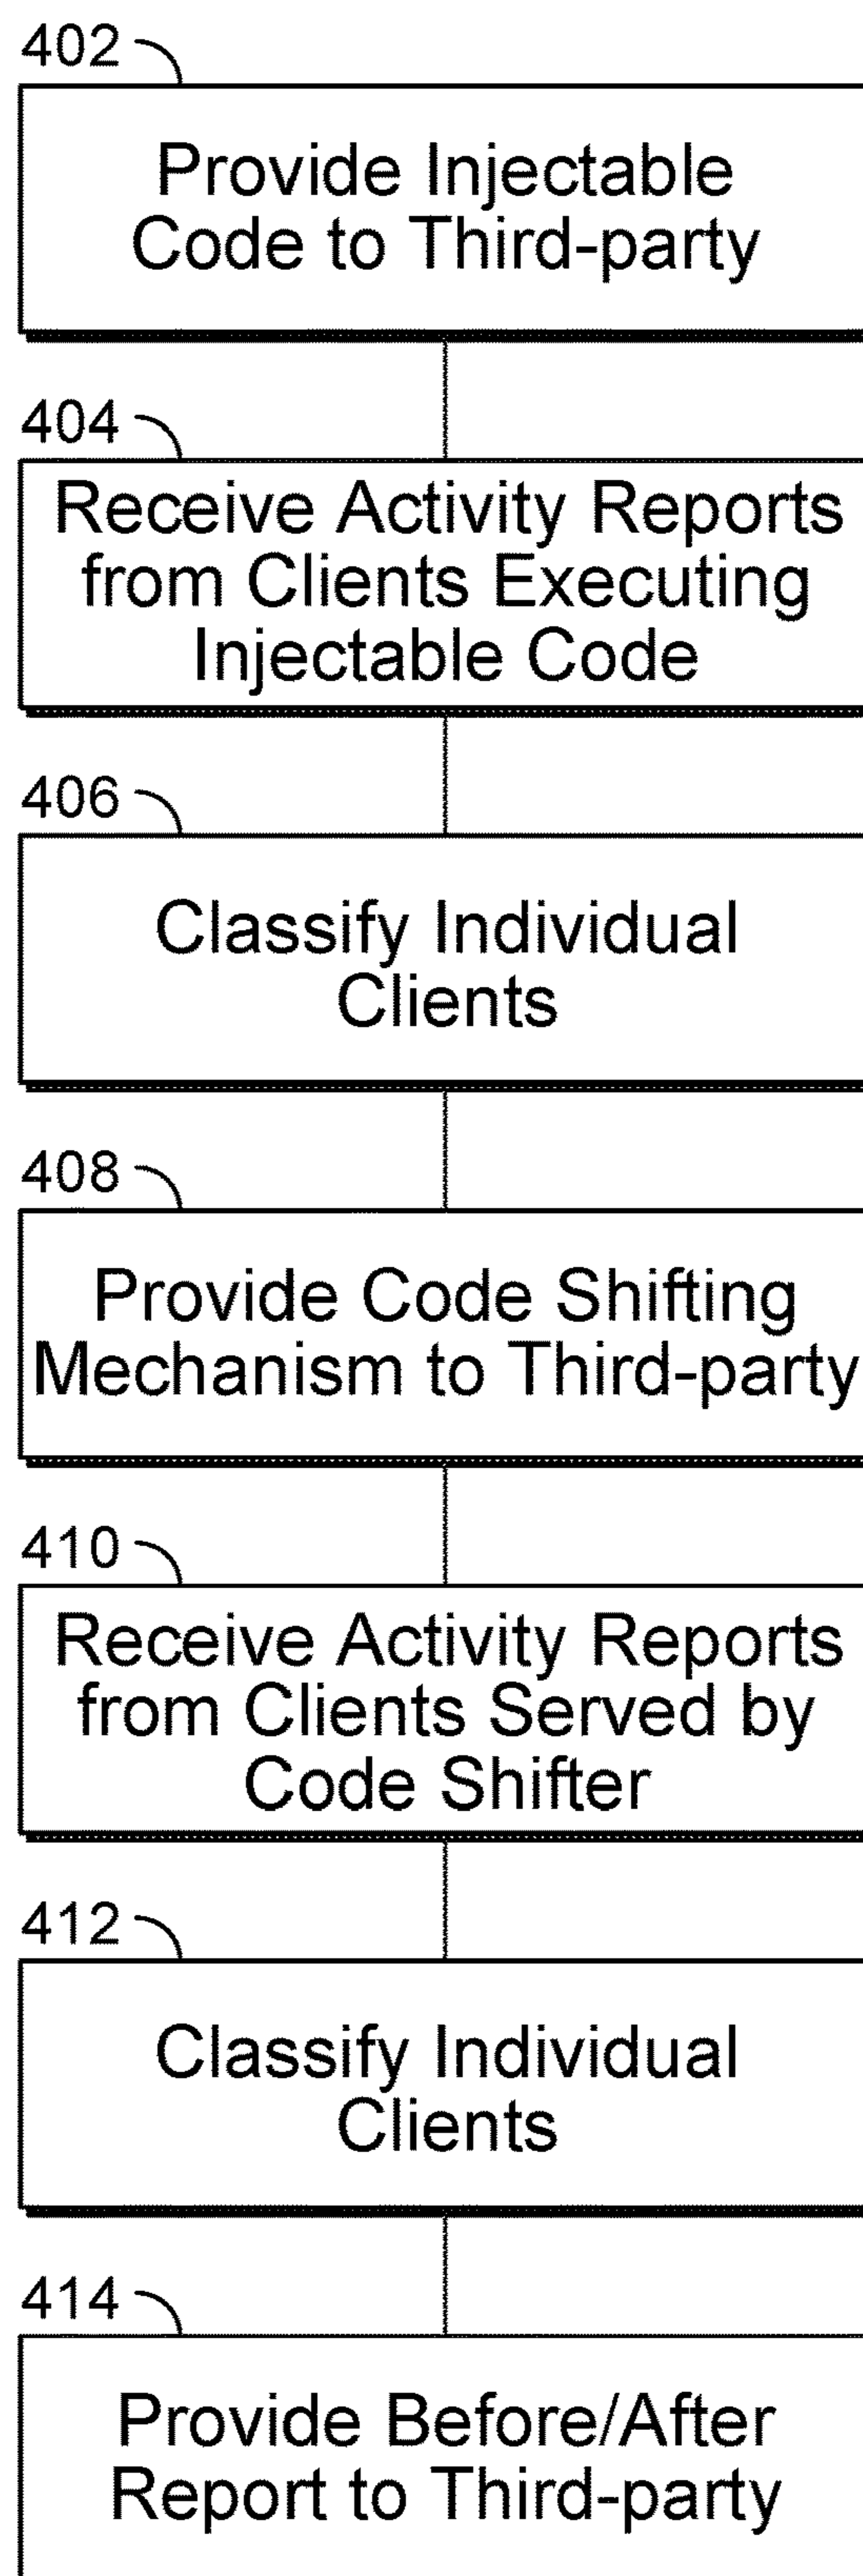 402
Provide Injectable
Code to Third-party
404
Receive Activity Reports
from Clients Executing
Injectable Code
406
Classify Individual
Clients
408
Provide Code Shifting
Mechanism to Third-party
410
Receive Activity Reports
from Clients Served by
Code Shifter
412
Classify Individual
Clients
414
Provide Before/After
Report to Third-party